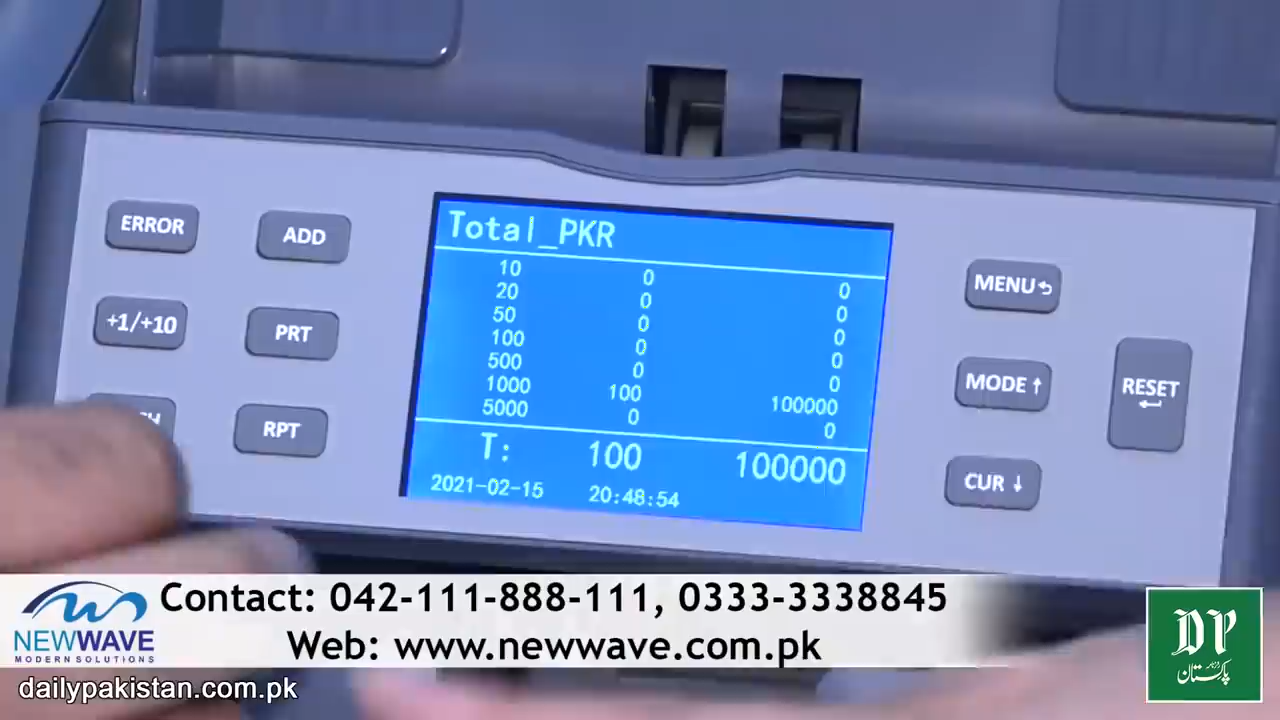 ERROR
ADD
+1/+10
PRT
RPT
Total_PKR
10 0 0
20 0 0
50 0 0
100 0 0
500 0 0
1000 100 100000
5000 0 0
T: 100 100000
2021-02-15 20:48:54
MENU
MODE ↑
CUR ↓
RESET
Contact: 042-111-888-111, 0333-3338845
Web: www.newwave.com.pk
NEWWAVE
MODERN SOLUTIONS
dailypakistan.com.pk
DP
روزنامہ
پاکستان